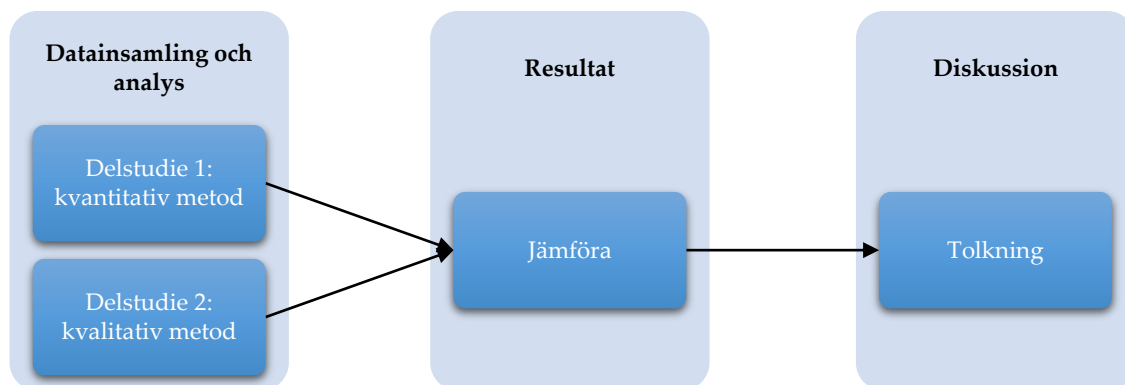 Datainsamling och
analys
Delstudie 1:
kvantitativ metod
Delstudie 2:
kvalitativ metod
Resultat
Jämföra
Diskussion
Tolkning